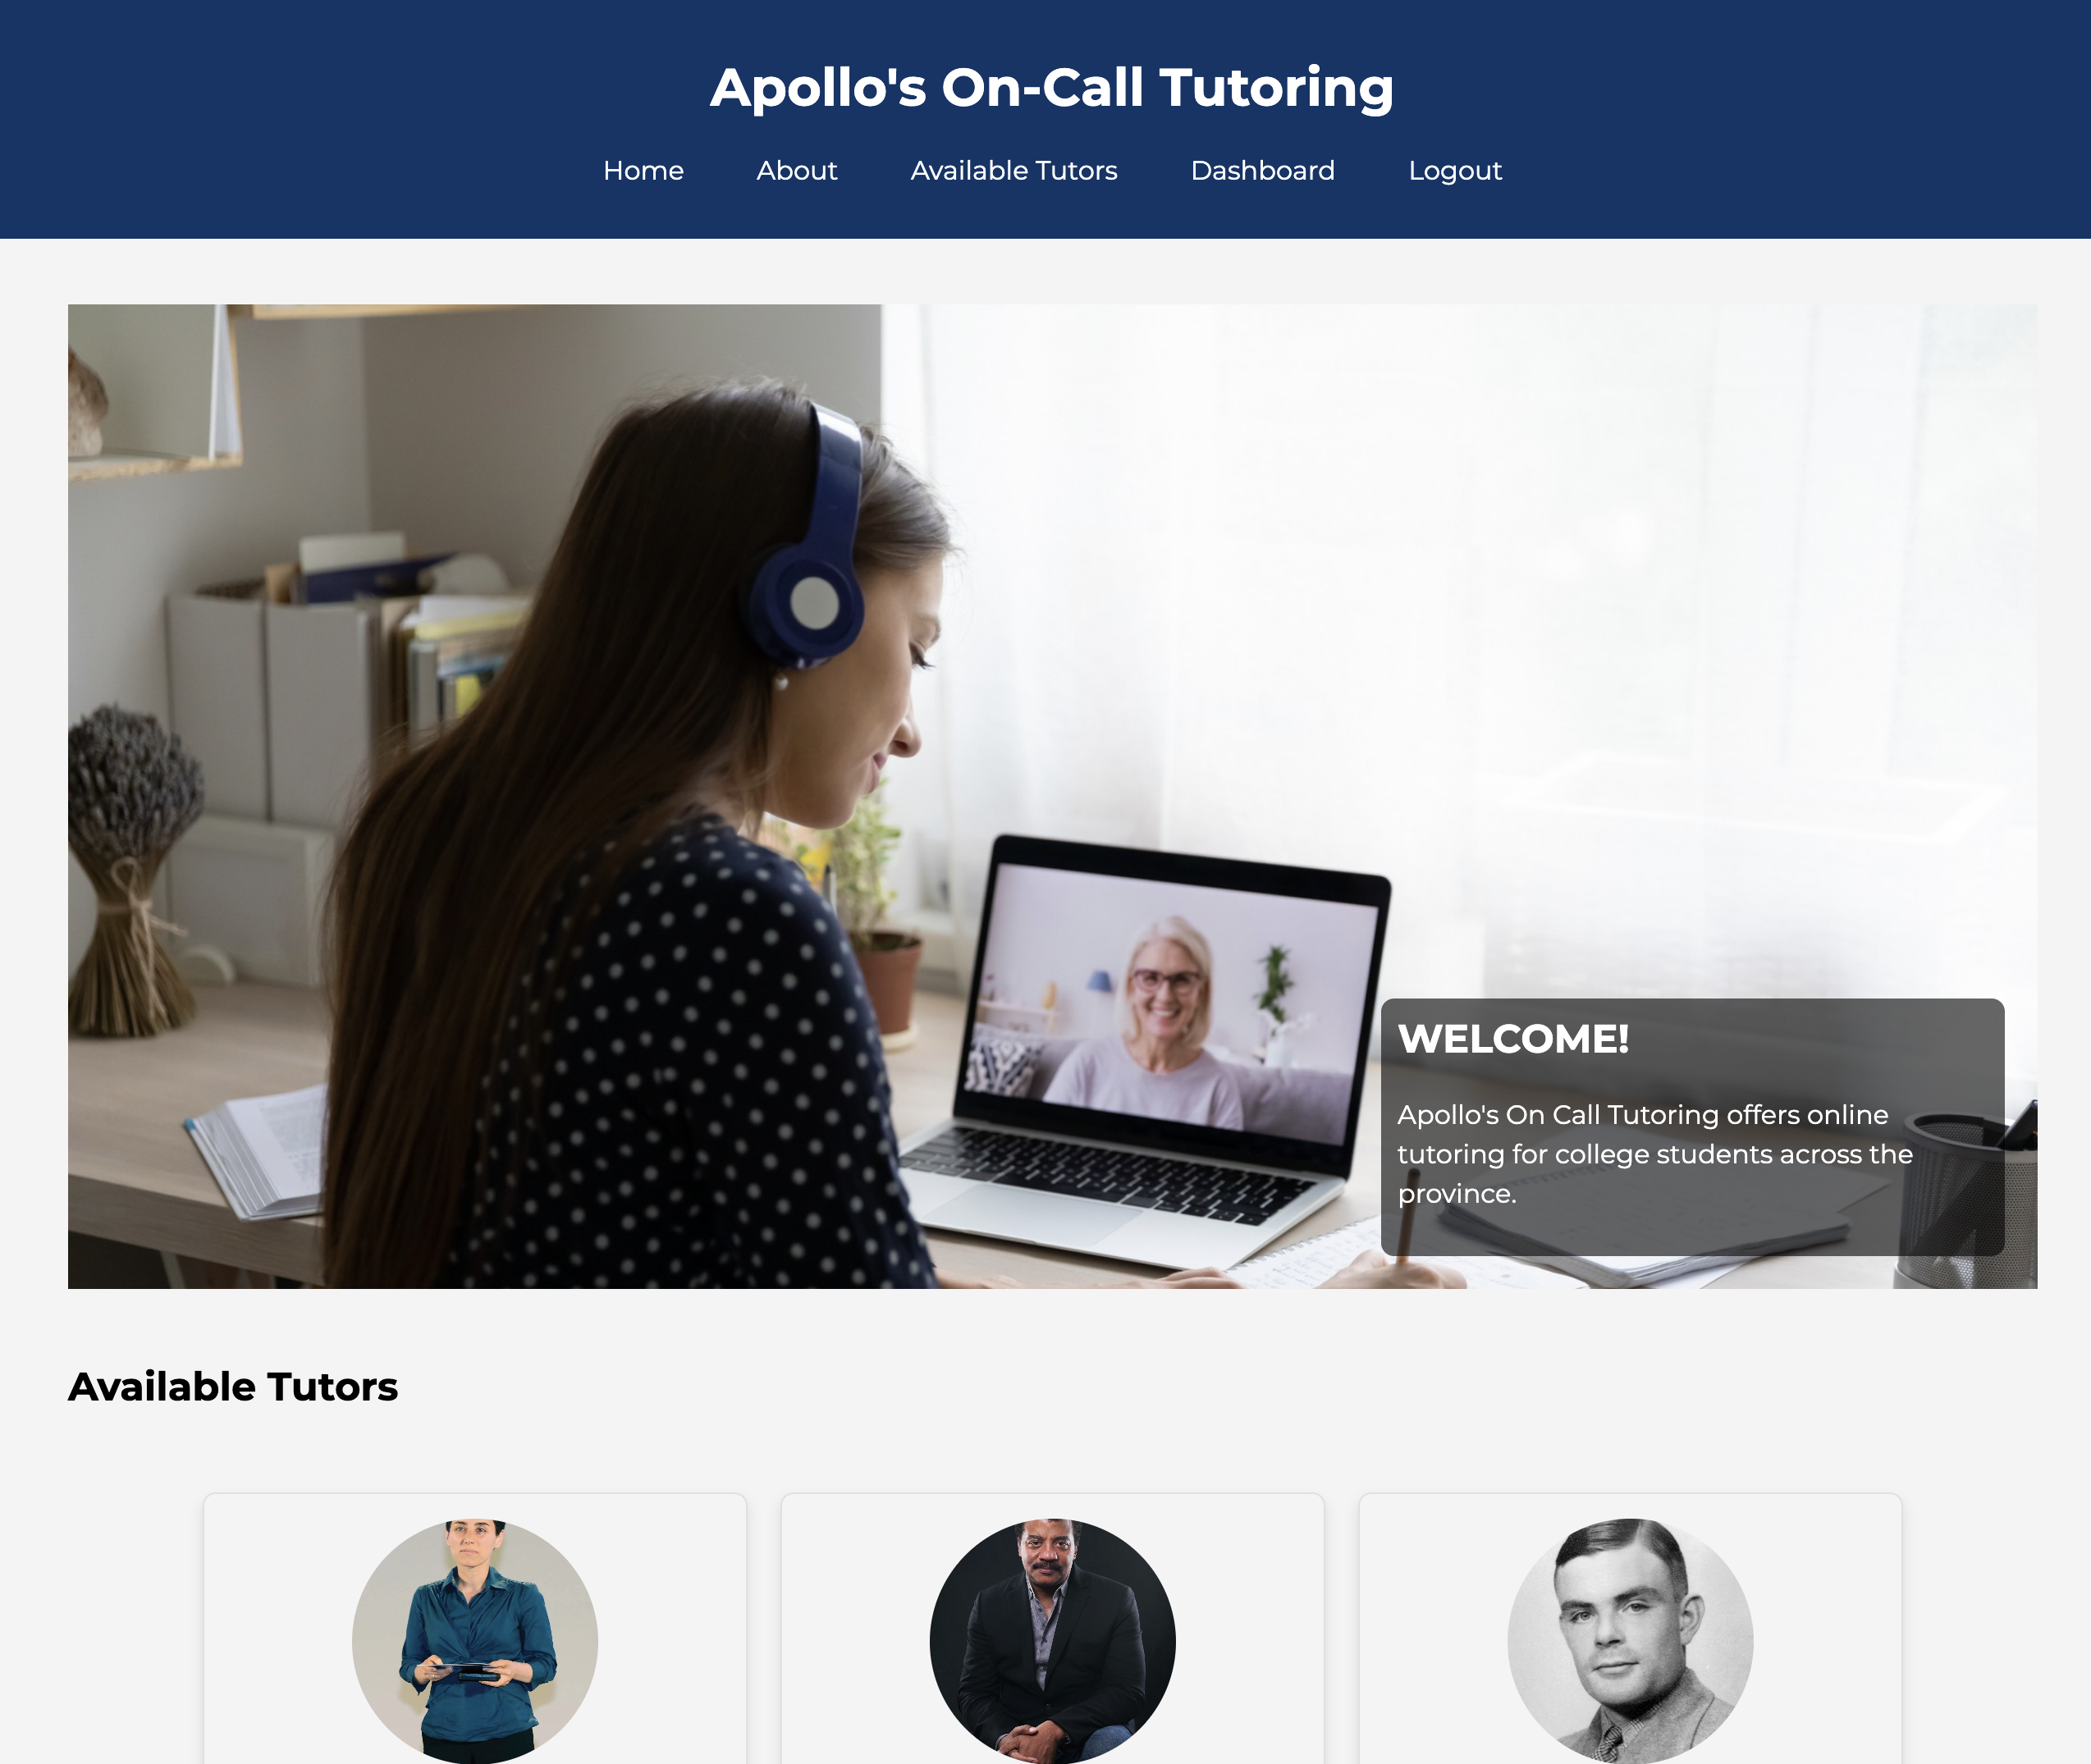 Apollo's On-Call Tutoring
Home About Available Tutors Dashboard Logout
WELCOME!
Apollo's On Call Tutoring offers online
tutoring for college students across the
province.
Available Tutors